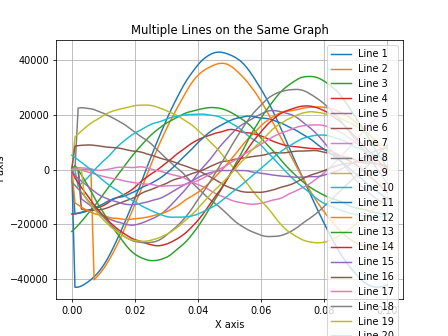 Multiple Lines on the Same Graph
40000
20000
0
−20000
−40000
0.00
0.02
0.04
0.06
X axis
Line 1
Line 2
Line 3
Line 4
Line 5
Line 6
Line 7
Line 8
Line 9
Line 10
Line 11
Line 12
Line 13
Line 14
Line 15
Line 16
Line 17
Line 18
Line 19
Line 20